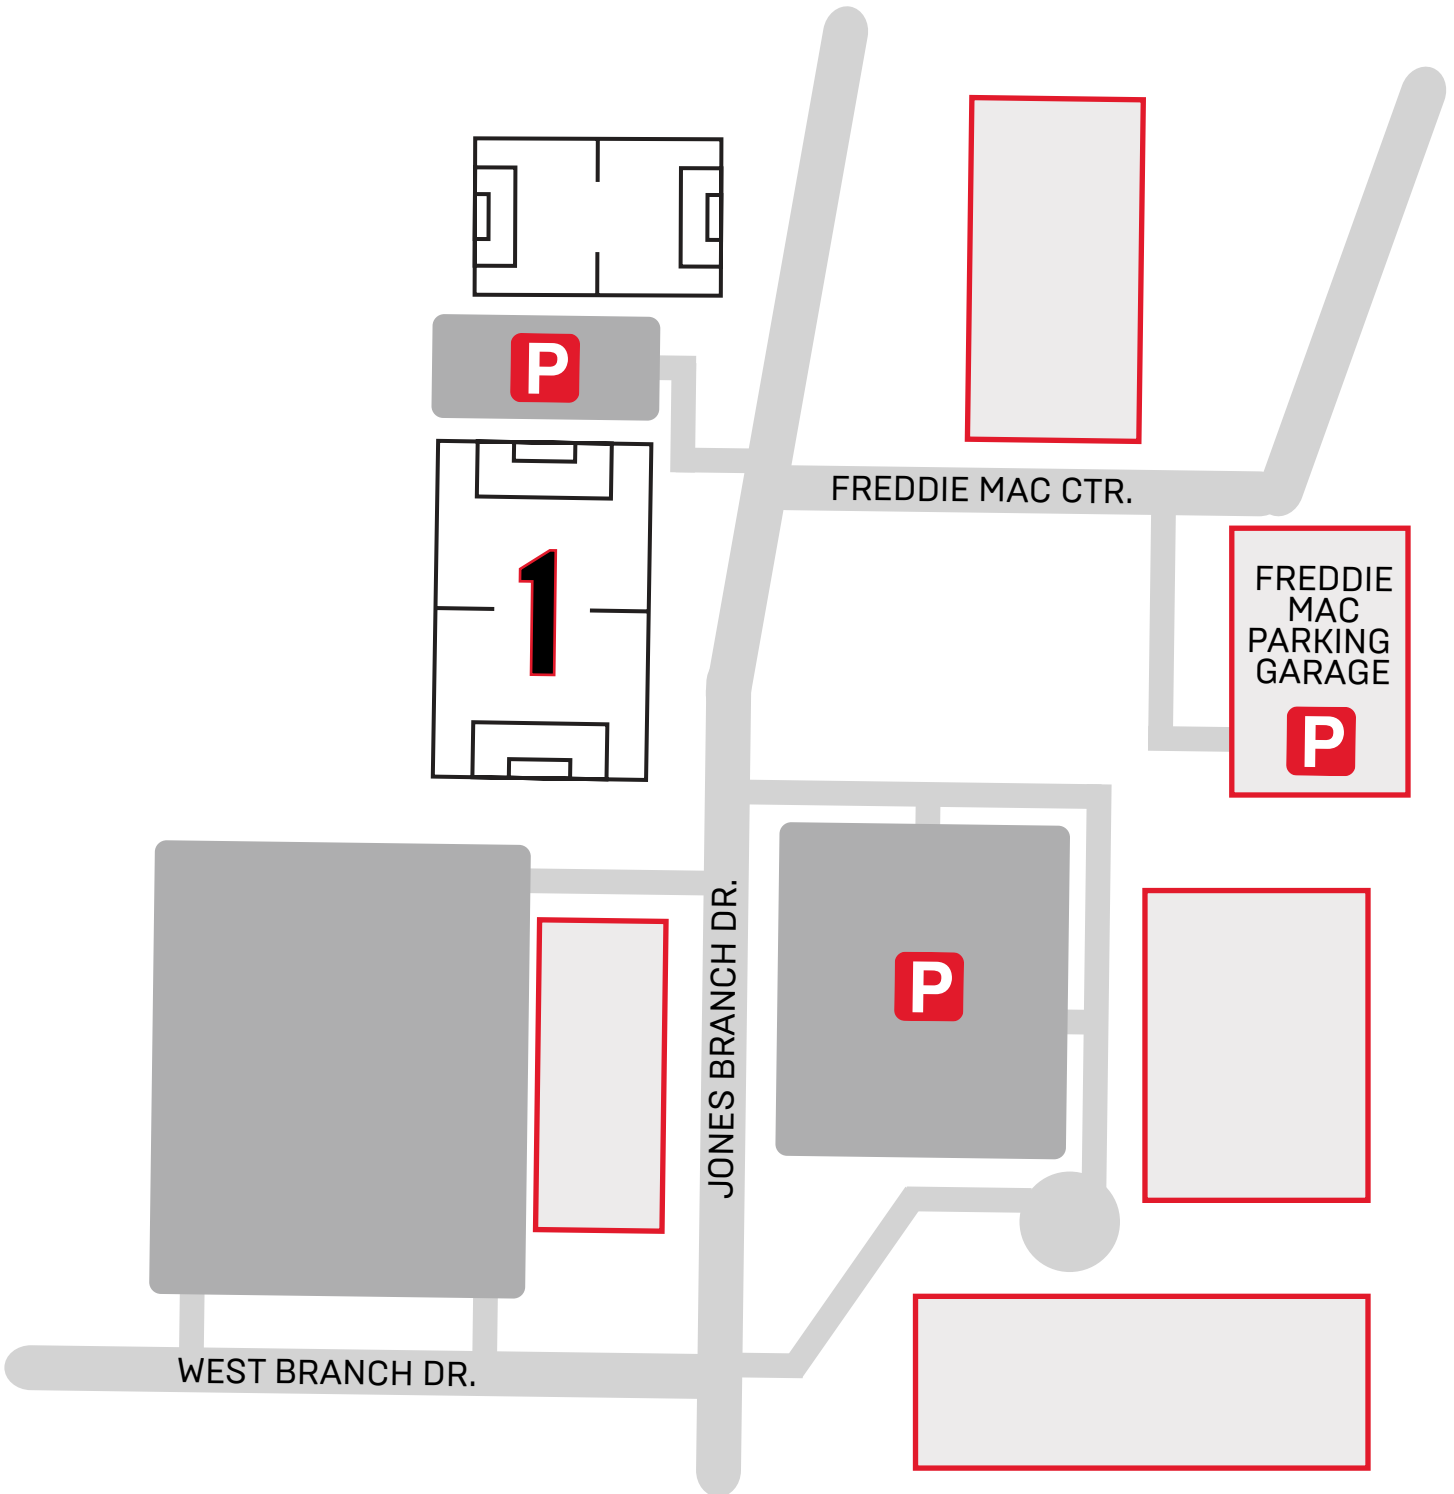 P
FREDDIE MAC CTR.
1
FREDDIE
MAC
PARKING
GARAGE
P
P
JONES BRANCH DR.
WEST BRANCH DR.